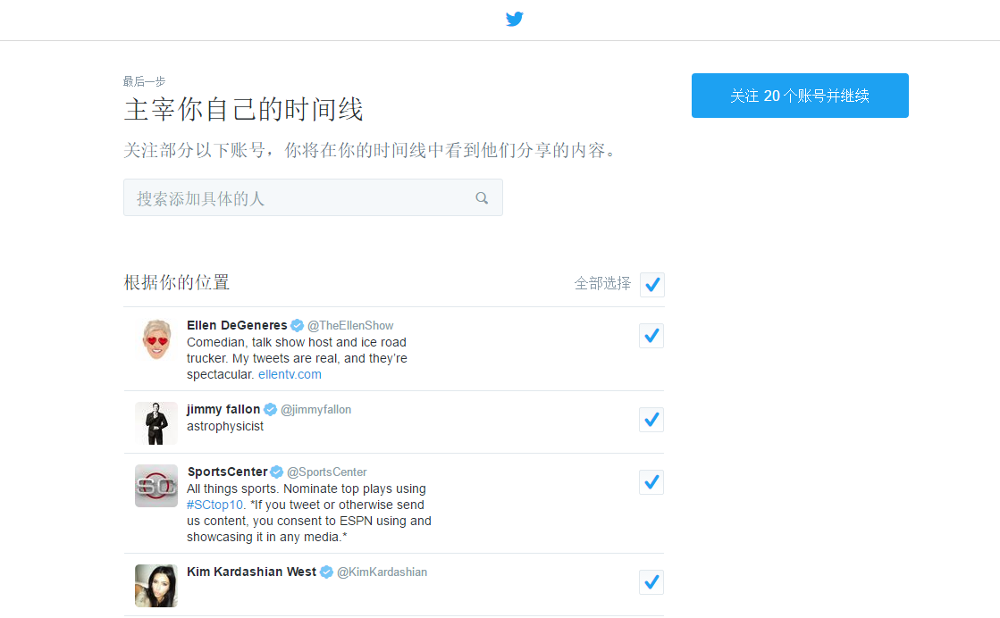 最后一步
主宰你自己的时间线
关注 20 个账号并继续
关注部分以下账号，你将在你的时间线中看到他们分享的内容。
搜索添加具体的人
根据你的位置
全部选择
Ellen DeGeneres @TheEllenShow
Comedian, talk show host and ice road
trucker. My tweets are real, and they’re
spectacular. ellentv.com
jimmy fallon @jimmyfallon
astrophysicist
SC
SportsCenter @SportsCenter
All things sports. Nominate top plays using
#SCtop10. *If you tweet or otherwise send
us content, you consent to ESPN using and
showcasing it in any media.*
Kim Kardashian West @KimKardashian